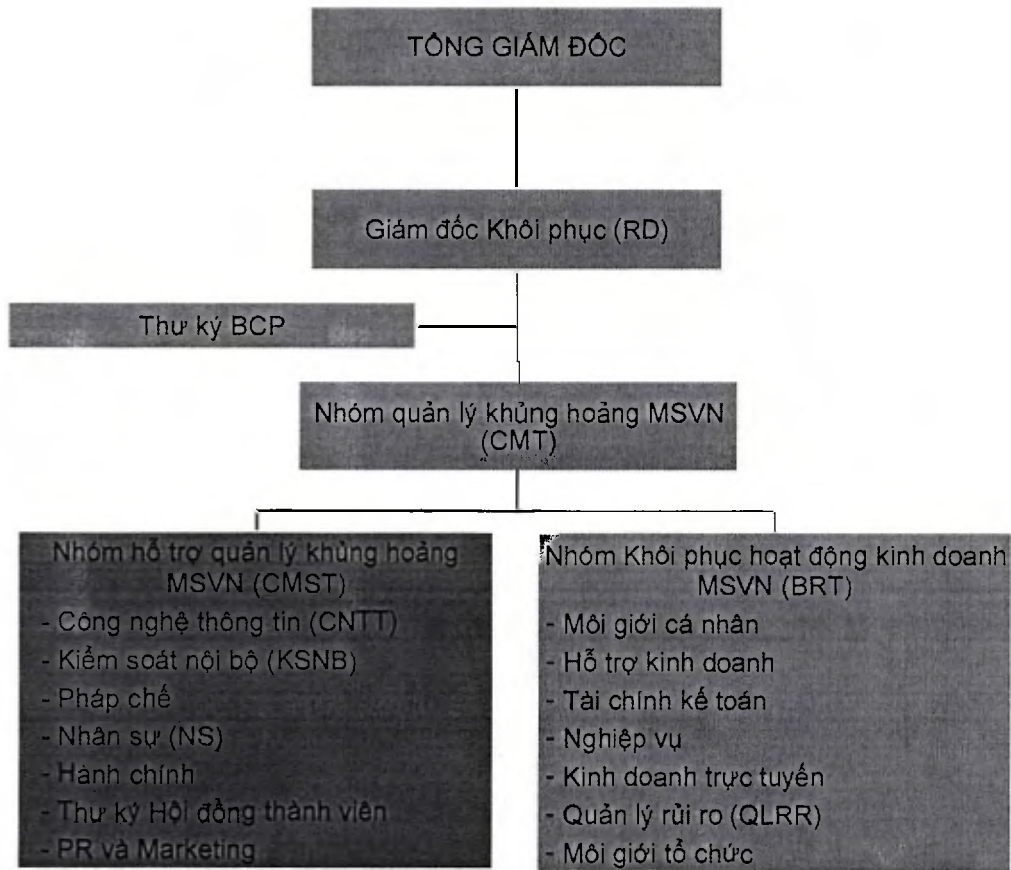 TỔNG GIÁM ĐỐC
Giám đốc Khôi phục (RD)
Thư ký BCP
Nhóm quản lý khủng hoảng MSVN
(CMT)
Nhóm hỗ trợ quản lý khủng hoảng
MSVN (CMST)
- Công nghệ thông tin (CNTT)
- Kiểm soát nội bộ (KSNB)
- Pháp chế
- Nhân sự (NS)
- Hành chính
- Thư ký Hội đồng thành viên
- PR và Marketing
Nhóm Khôi phục hoạt động kinh doanh
MSVN (BRT)
- Môi giới cá nhân
- Hỗ trợ kinh doanh
- Tài chính kế toán
- Nghiệp vụ
- Kinh doanh trực tuyến
- Quản lý rủi ro (QLRR)
- Môi giới tổ chức